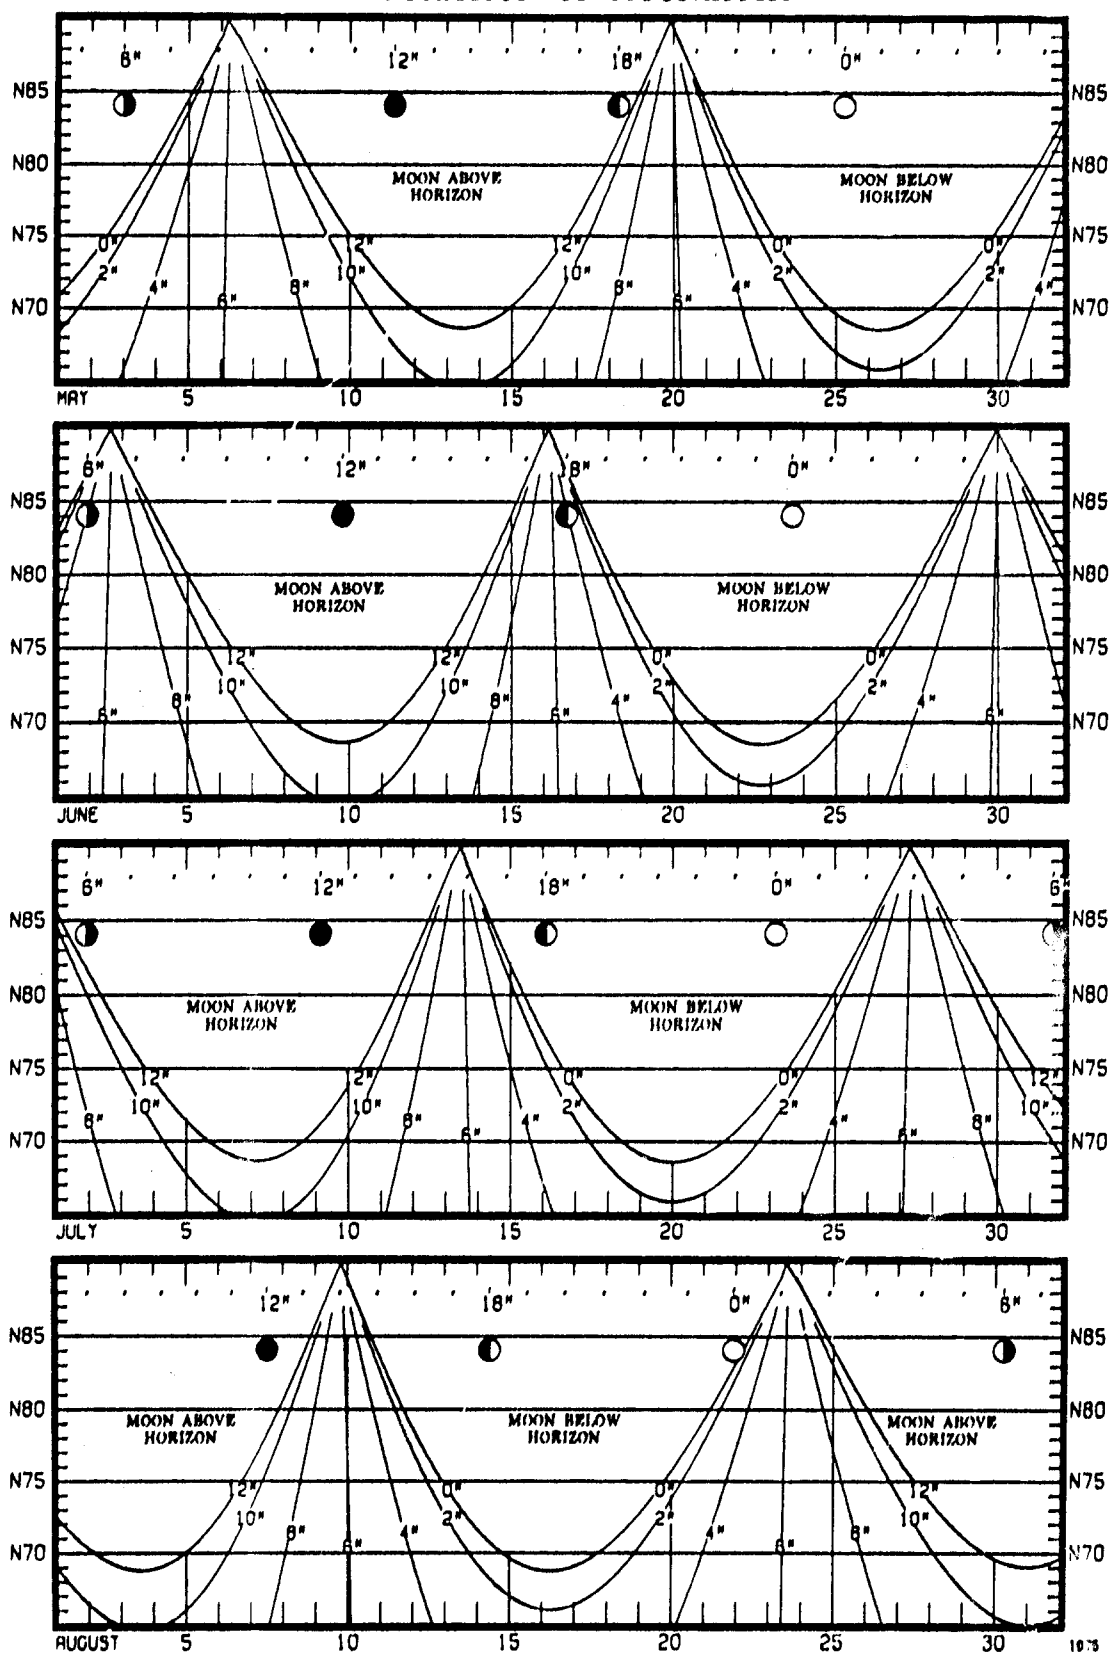 6ʰ 12ʰ 18ʰ 0ʰ
N85 N85
N80 MOON ABOVE HORIZON MOON BELOW HORIZON N80
N75 0ʰ 12ʰ 12ʰ 0ʰ 0ʰ N75
2ʰ 10ʰ 10ʰ 2ʰ 2ʰ
4ʰ 8ʰ 8ʰ 4ʰ 4ʰ
N70 6ʰ 6ʰ N70
MAY 5 10 15 20 25 30
6ʰ 12ʰ 18ʰ 0ʰ
N85 N85
N80 MOON ABOVE HORIZON MOON BELOW HORIZON N80
N75 12ʰ 12ʰ 0ʰ 0ʰ N75
10ʰ 10ʰ 2ʰ 2ʰ
8ʰ 8ʰ 4ʰ 4ʰ
N70 6ʰ 6ʰ 6ʰ N70
JUNE 5 10 15 20 25 30
6ʰ 12ʰ 18ʰ 0ʰ 6ʰ
N85 N85
N80 MOON ABOVE HORIZON MOON BELOW HORIZON N80
N75 12ʰ 12ʰ 0ʰ 0ʰ 12ʰ N75
10ʰ 10ʰ 2ʰ 2ʰ 10ʰ
8ʰ 8ʰ 4ʰ 4ʰ 8ʰ
N70 6ʰ 6ʰ N70
JULY 5 10 15 20 25 30
12ʰ 18ʰ 0ʰ 6ʰ
N85 N85
N80 MOON ABOVE HORIZON MOON BELOW HORIZON MOON ABOVE HORIZON N80
N75 12ʰ 0ʰ 0ʰ 12ʰ N75
10ʰ 2ʰ 2ʰ 10ʰ
8ʰ 4ʰ 4ʰ 8ʰ
N70 6ʰ 6ʰ N70
AUGUST 5 10 15 20 25 30